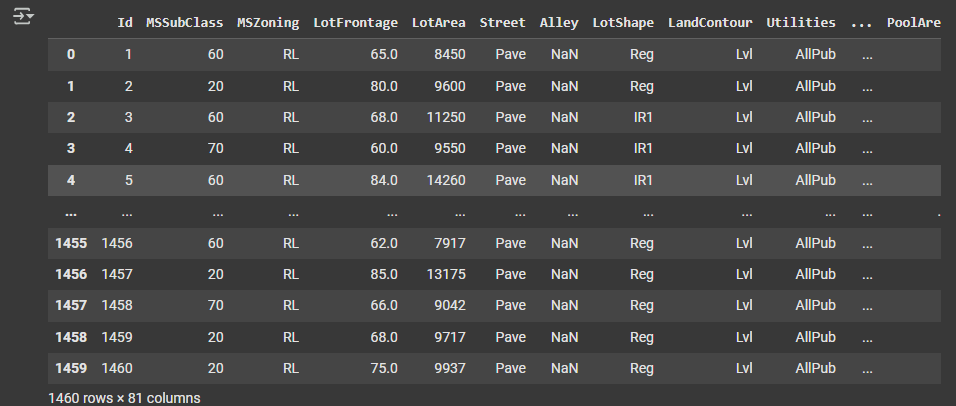 Id MSSubClass MSZoning LotFrontage LotArea Street Alley LotShape LandContour Utilities ... PoolAre
0 1 60 RL 65.0 8450 Pave NaN Reg Lvl AllPub ...
1 2 20 RL 80.0 9600 Pave NaN Reg Lvl AllPub ...
2 3 60 RL 68.0 11250 Pave NaN IR1 Lvl AllPub ...
3 4 70 RL 60.0 9550 Pave NaN IR1 Lvl AllPub ...
4 5 60 RL 84.0 14260 Pave NaN IR1 Lvl AllPub ...
... ... ... ... ... ... ... ... ... ... ... ... .
1455 1456 60 RL 62.0 7917 Pave NaN Reg Lvl AllPub ...
1456 1457 20 RL 85.0 13175 Pave NaN Reg Lvl AllPub ...
1457 1458 70 RL 66.0 9042 Pave NaN Reg Lvl AllPub ...
1458 1459 20 RL 68.0 9717 Pave NaN Reg Lvl AllPub ...
1459 1460 20 RL 75.0 9937 Pave NaN Reg Lvl AllPub ...
1460 rows × 81 columns